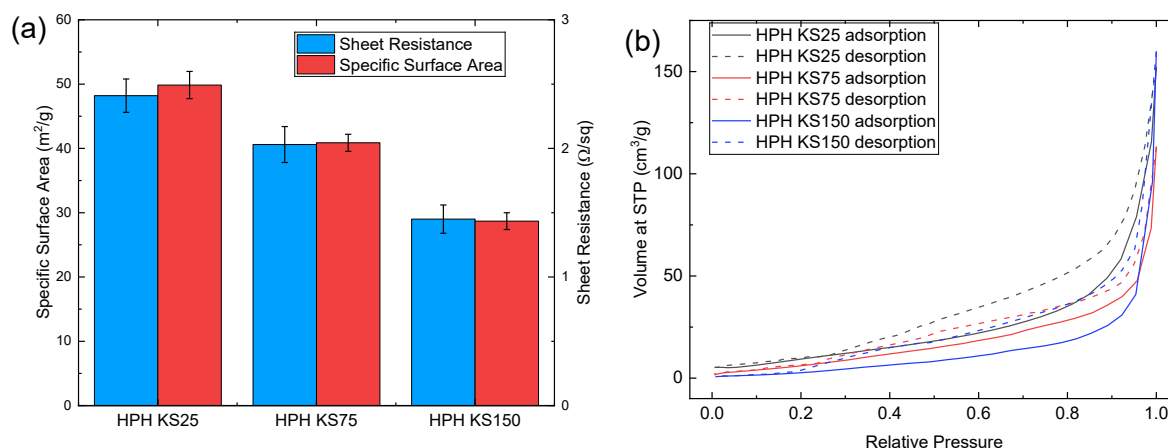 (a)
60
50
40
30
20
10
0
Specific Surface Area (m²/g)
Sheet Resistance
Specific Surface Area
3
2
1
0
Sheet Resistance (Ω/sq)
HPH KS25
HPH KS75
HPH KS150
(b)
HPH KS25 adsorption
HPH KS25 desorption
HPH KS75 adsorption
HPH KS75 desorption
HPH KS150 adsorption
HPH KS150 desorption
150
100
50
0
Volume at STP (cm³/g)
0.0 0.2 0.4 0.6 0.8 1.0
Relative Pressure